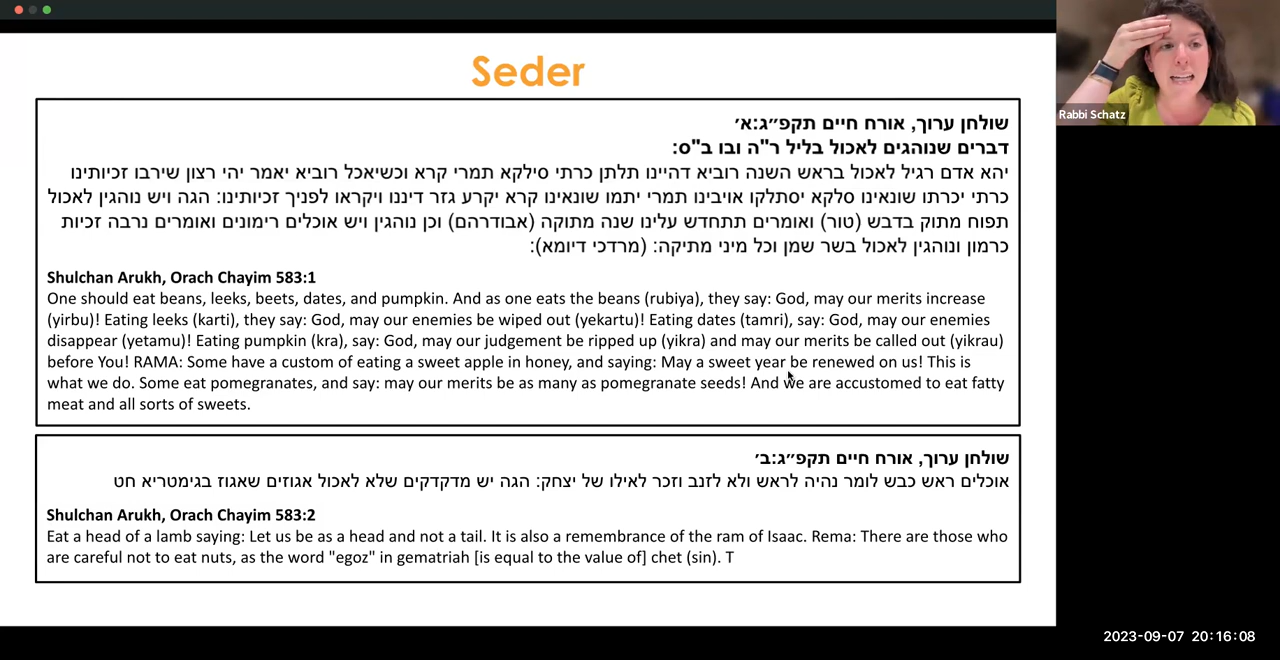 Seder
שולחן ערוך, אורח חיים תקפ״ג:א׳
דברים שנוהגים לאכול בליל ר"ה ובו ב"ס:
יהא אדם רגיל לאכול בראש השנה רוביא דהיינו תלתן כרתי סילקא תמרי קרא וכשיאכל רוביא יאמר יהי רצון שירבו זכיותינו
כרתי יכרתו שונאינו סלקא יסתלקו אויבינו תמרי יתמו שונאינו קרא יקרע גזר דיננו ויקראו לפניך זכיותינו: הגה ויש נוהגין לאכול
תפוח מתוק בדבש (טור) ואומרים תתחדש עלינו שנה מתוקה (אבודרהם) וכן נוהגין ויש אוכלים רימונים ואומרים נרבה זכיות
כרמון ונוהגין לאכול בשר שמן וכל מיני מתיקה: (מרדכי דיומא):
Shulchan Arukh, Orach Chayim 583:1
One should eat beans, leeks, beets, dates, and pumpkin. And as one eats the beans (rubiya), they say: God, may our merits increase
(yirbu)! Eating leeks (karti), they say: God, may our enemies be wiped out (yekartu)! Eating dates (tamri), say: God, may our enemies
disappear (yetamu)! Eating pumpkin (kra), say: God, may our judgement be ripped up (yikra) and may our merits be called out (yikrau)
before You! RAMA: Some have a custom of eating a sweet apple in honey, and saying: May a sweet year be renewed on us! This is
what we do. Some eat pomegranates, and say: may our merits be as many as pomegranate seeds! And we are accustomed to eat fatty
meat and all sorts of sweets.
שולחן ערוך, אורח חיים תקפ״ג:ב׳
אוכלים ראש כבש לומר נהיה לראש ולא לזנב וזכר לאילו של יצחק: הגה יש מדקדקים שלא לאכול אגוזים שאגוז בגימטריא חט
Shulchan Arukh, Orach Chayim 583:2
Eat a head of a lamb saying: Let us be as a head and not a tail. It is also a remembrance of the ram of Isaac. Rema: There are those who
are careful not to eat nuts, as the word "egoz" in gematriah [is equal to the value of] chet (sin). T
Rabbi Schatz
2023-09-07 20:16:08